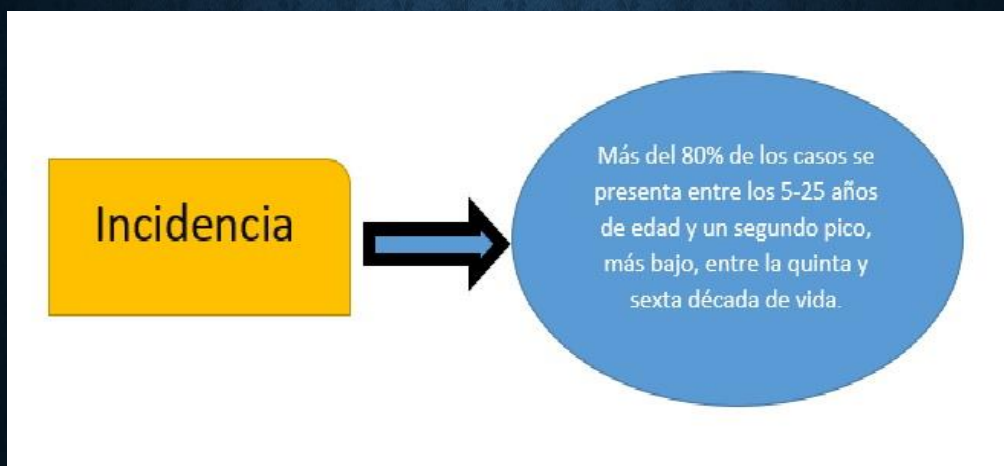 Incidencia
Más del 80% de los casos se
presenta entre los 5-25 años
de edad y un segundo pico,
más bajo, entre la quinta y
sexta década de vida.